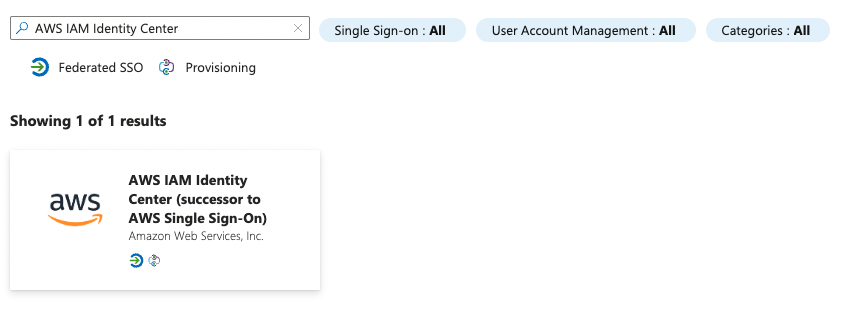 AWS IAM Identity Center
Single Sign-on : All
User Account Management : All
Categories : All
Federated SSO
Provisioning
Showing 1 of 1 results
aws
AWS IAM Identity
Center (successor to
AWS Single Sign-On)
Amazon Web Services, Inc.